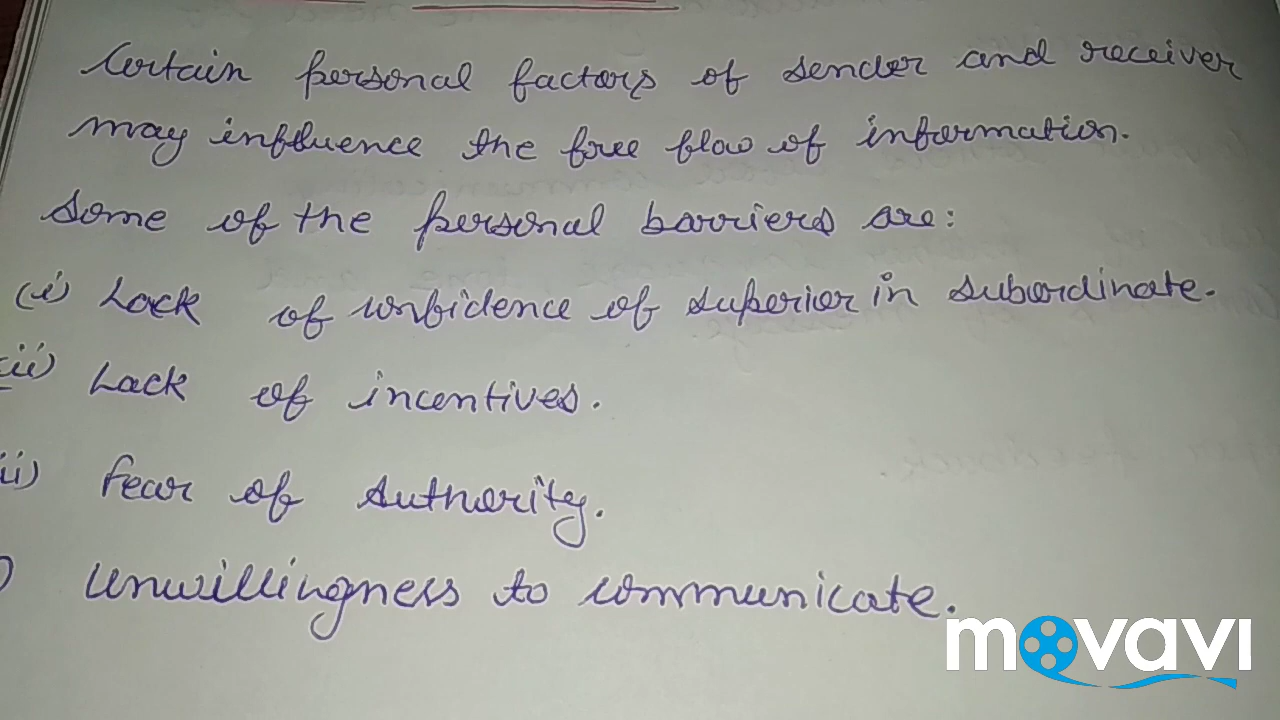 Certain personal factors of sender and receiver
may influence the free flow of information.
Some of the personal barriers are:
(i) Lack of confidence of superior in subordinate.
(ii) Lack of incentives.
ii) Fear of authority.
) Unwillingness to communicate.
movavi